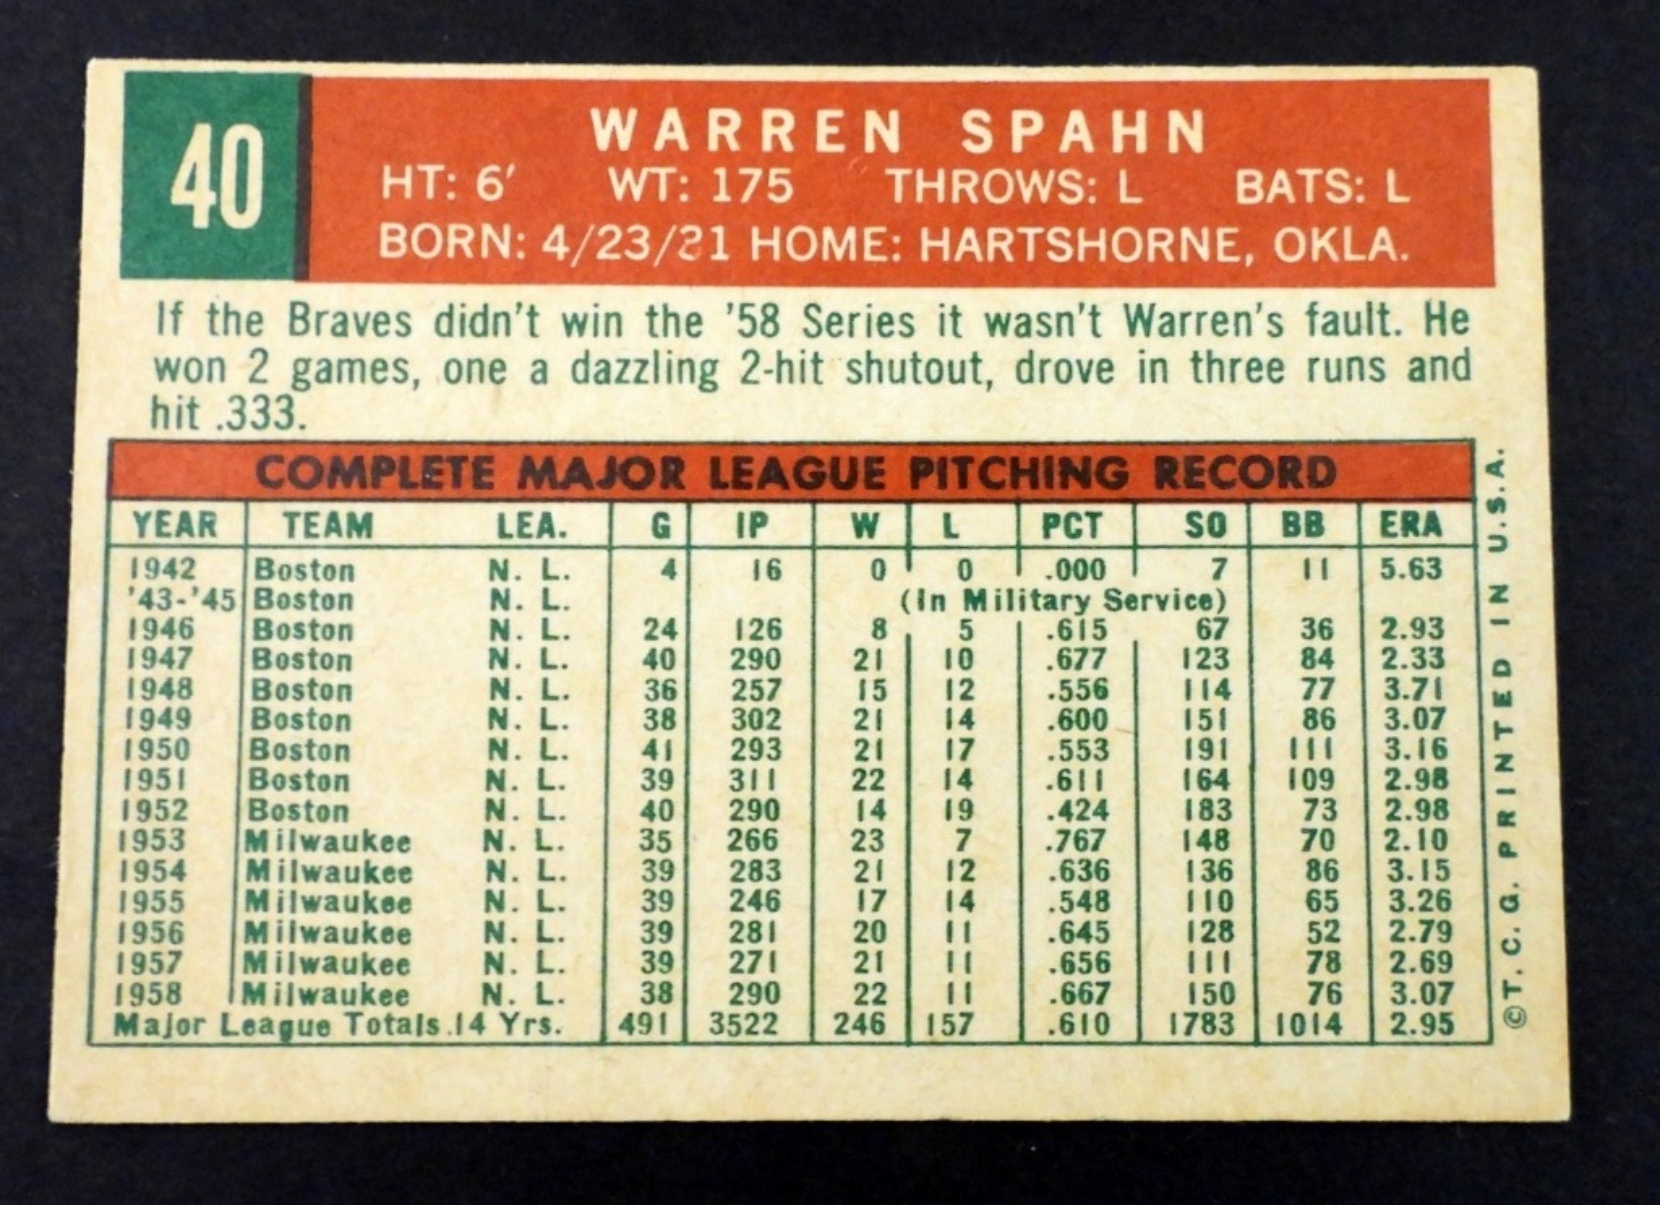 40
WARREN SPAHN
HT: 6' WT: 175 THROWS: L BATS: L
BORN: HOME: HARTSHORNE, OKLA.
If the Braves didn't win the '58 Series it wasn't Warren's fault. He
won 2 games, one a dazzling 2-hit shutout, drove in three runs and
hit .333.
COMPLETE MAJOR LEAGUE PITCHING RECORD
YEAR TEAM LEA. G IP W L PCT SO BB ERA
1942 Boston N. L. 4 16 0 0 .000 7 11 5.63
'43-'45 Boston N. L. (In Military Service)
1946 Boston N. L. 24 126 8 5 .615 67 36 2.93
1947 Boston N. L. 40 290 21 10 .677 123 84 2.33
1948 Boston N. L. 36 257 15 12 .556 114 77 3.71
1949 Boston N. L. 38 302 21 14 .600 151 86 3.07
1950 Boston N. L. 41 293 21 17 .553 191 111 3.16
1951 Boston N. L. 39 311 22 14 .611 164 109 2.98
1952 Boston N. L. 40 290 14 19 .424 183 73 2.98
1953 Milwaukee N. L. 35 266 23 7 .767 148 70 2.10
1954 Milwaukee N. L. 39 283 21 12 .636 136 86 3.15
1955 Milwaukee N. L. 39 246 17 14 .548 110 65 3.26
1956 Milwaukee N. L. 39 281 20 11 .645 128 52 2.79
1957 Milwaukee N. L. 39 271 21 11 .656 111 78 2.69
1958 Milwaukee N. L. 38 290 22 11 .667 150 76 3.07
Major League Totals.14 Yrs. 491 3522 246 157 .610 1783 1014 2.95
©T. C. G. PRINTED IN U.S.A.